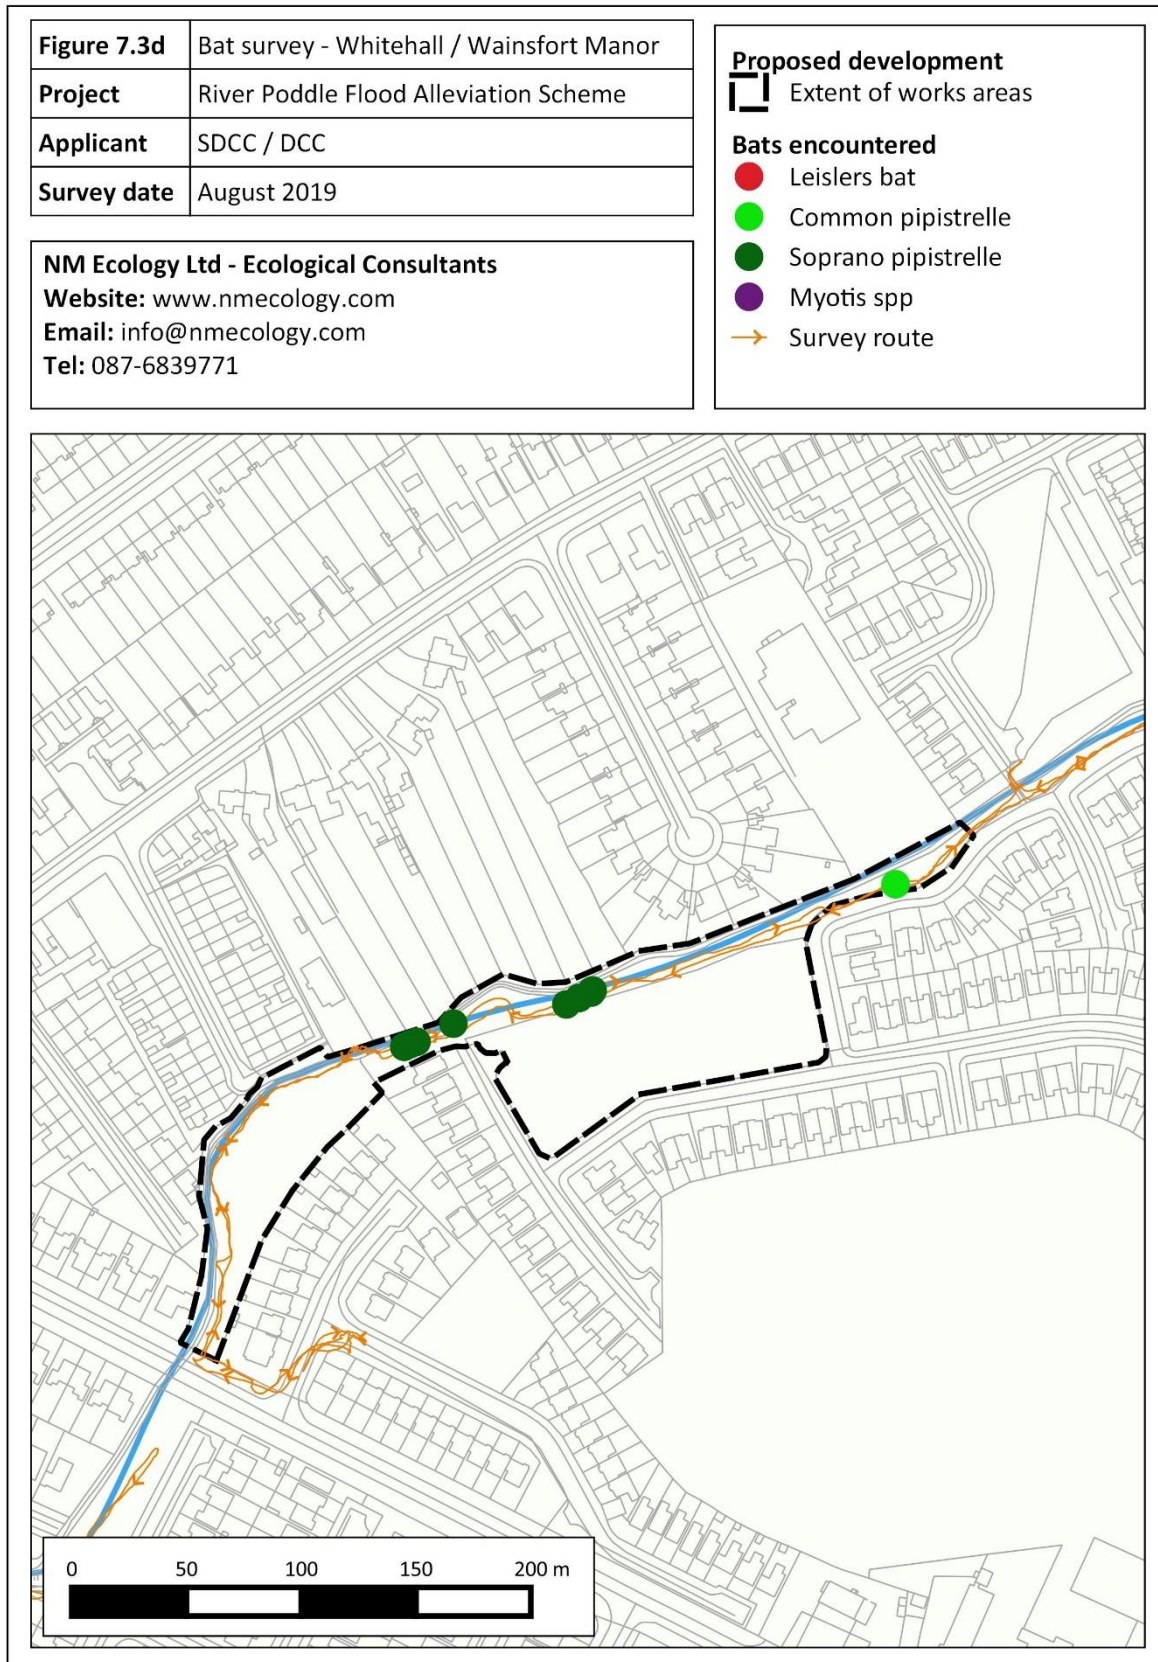 Figure 7.3d Bat survey - Whitehall / Wainsfort Manor
Project River Poddle Flood Alleviation Scheme
Applicant SDCC / DCC
Survey date August 2019
NM Ecology Ltd - Ecological Consultants
Website: www.nmecology.com
Email: info@nmecology.com
Tel: 087-6839771
Proposed development
Extent of works areas
Bats encountered
Leislers bat
Common pipistrelle
Soprano pipistrelle
Myotis spp
Survey route
0 50 100 150 200 m